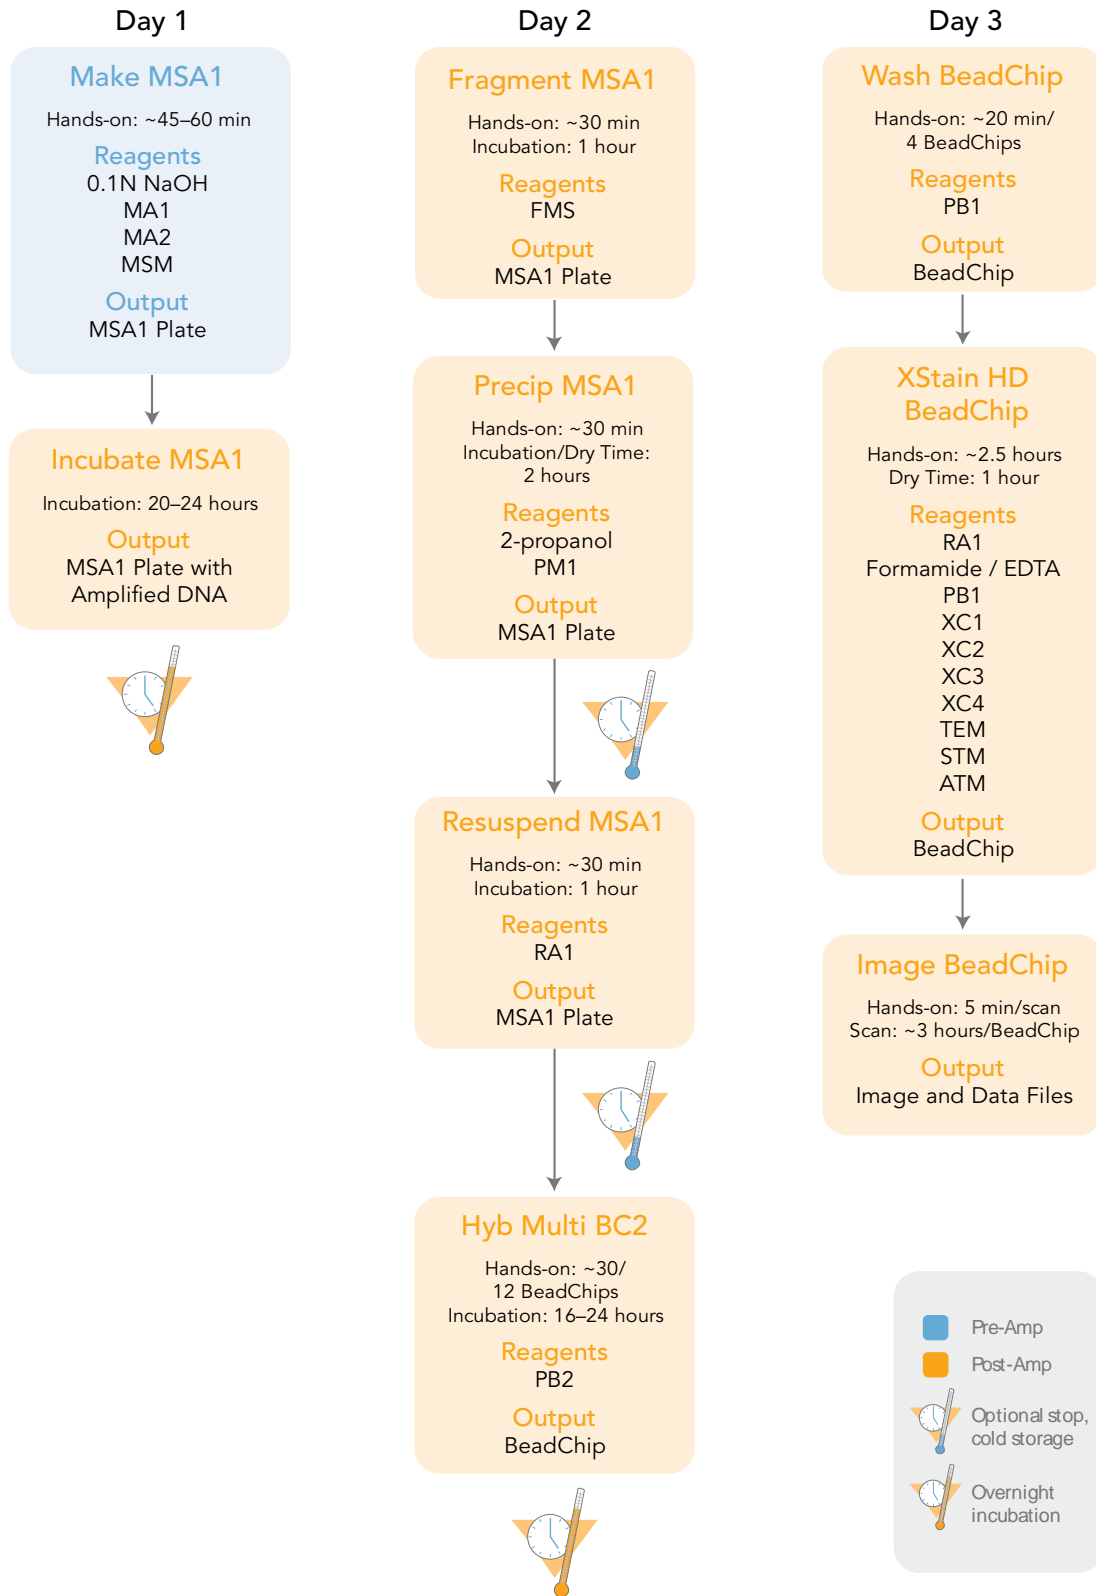 Day 1
Make MSA1
Hands-on: ~45–60 min
Reagents
0.1N NaOH
MA1
MA2
MSM
Output
MSA1 Plate
Incubate MSA1
Incubation: 20–24 hours
Output
MSA1 Plate with
Amplified DNA
Day 2
Fragment MSA1
Hands-on: ~30 min
Incubation: 1 hour
Reagents
FMS
Output
MSA1 Plate
Precip MSA1
Hands-on: ~30 min
Incubation/Dry Time:
2 hours
Reagents
2-propanol
PM1
Output
MSA1 Plate
Resuspend MSA1
Hands-on: ~30 min
Incubation: 1 hour
Reagents
RA1
Output
MSA1 Plate
Hyb Multi BC2
Hands-on: ~30/
12 BeadChips
Incubation: 16–24 hours
Reagents
PB2
Output
BeadChip
Day 3
Wash BeadChip
Hands-on: ~20 min/
4 BeadChips
Reagents
PB1
Output
BeadChip
XStain HD
BeadChip
Hands-on: ~2.5 hours
Dry Time: 1 hour
Reagents
RA1
Formamide / EDTA
PB1
XC1
XC2
XC3
XC4
TEM
STM
ATM
Output
BeadChip
Image BeadChip
Hands-on: 5 min/scan
Scan: ~3 hours/BeadChip
Output
Image and Data Files
Pre-Amp
Post-Amp
Optional stop,
cold storage
Overnight
incubation